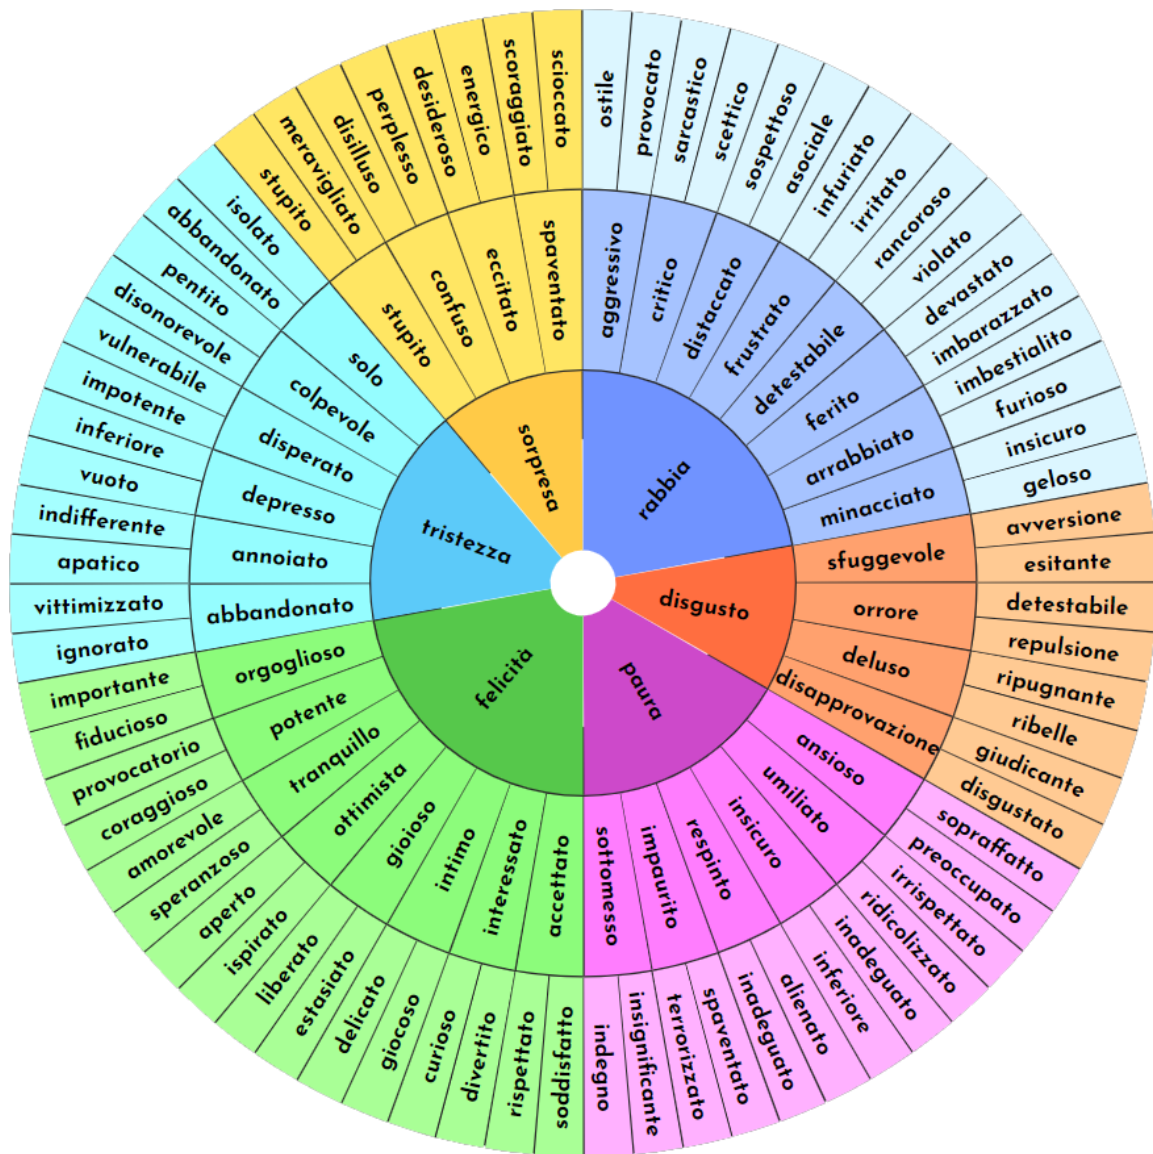 rabbia
disgusto
paura
felicità
tristezza
sorpresa
aggressivo
critico
distaccato
frustrato
detestabile
ferito
arrabbiato
minacciato
sfuggevole
orrore
deluso
disapprovazione
ansioso
umiliato
insicuro
respinto
impaurito
sottomesso
accettato
interessato
intimo
gioioso
ottimista
tranquillo
potente
orgoglioso
abbandonato
annoiato
depresso
disperato
colpevole
solo
stupito
confuso
eccitato
spaventato
ostile
provocato
sarcastico
scettico
sospettoso
asociale
infuriato
irritato
rancoroso
violato
devastato
imbarazzato
imbestialito
furioso
insicuro
geloso
avversione
esitante
detestabile
repulsione
ripugnante
ribelle
giudicante
disgustato
sopraffatto
preoccupato
irrispettato
ridicolizzato
inadeguato
inferiore
alienato
inadeguato
spaventato
terrorizzato
insignificante
indegno
soddisfatto
rispettato
divertito
curioso
giocoso
delicato
estasiato
liberato
ispirato
aperto
speranzoso
amorevole
coraggioso
provocatorio
fiducioso
importante
ignorato
vittimizzato
apatico
indifferente
vuoto
inferiore
impotente
vulnerabile
disonorevole
pentito
abbandonato
isolato
stupito
meravigliato
disilluso
perplesso
desideroso
energico
scoraggiato
scioccato